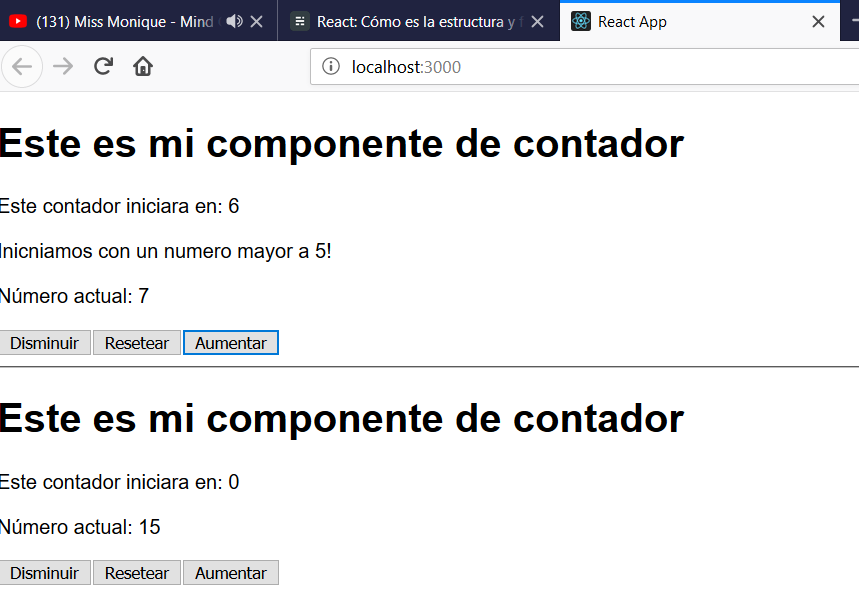 (131) Miss Monique - Mind
React: Cómo es la estructura y f
React App
localhost:3000
Este es mi componente de contador
Este contador iniciara en: 6
Inicniamos con un numero mayor a 5!
Número actual: 7
Disminuir Resetear Aumentar
Este es mi componente de contador
Este contador iniciara en: 0
Número actual: 15
Disminuir Resetear Aumentar